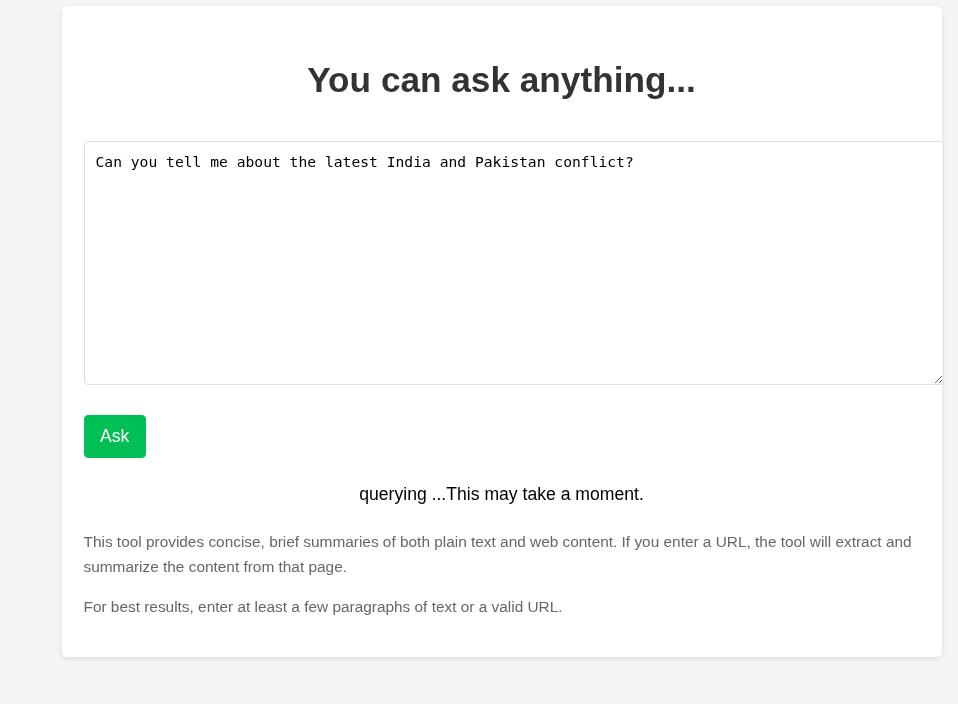 You can ask anything...
Can you tell me about the latest India and Pakistan conflict?
Ask
querying ...This may take a moment.
This tool provides concise, brief summaries of both plain text and web content. If you enter a URL, the tool will extract and
summarize the content from that page.
For best results, enter at least a few paragraphs of text or a valid URL.